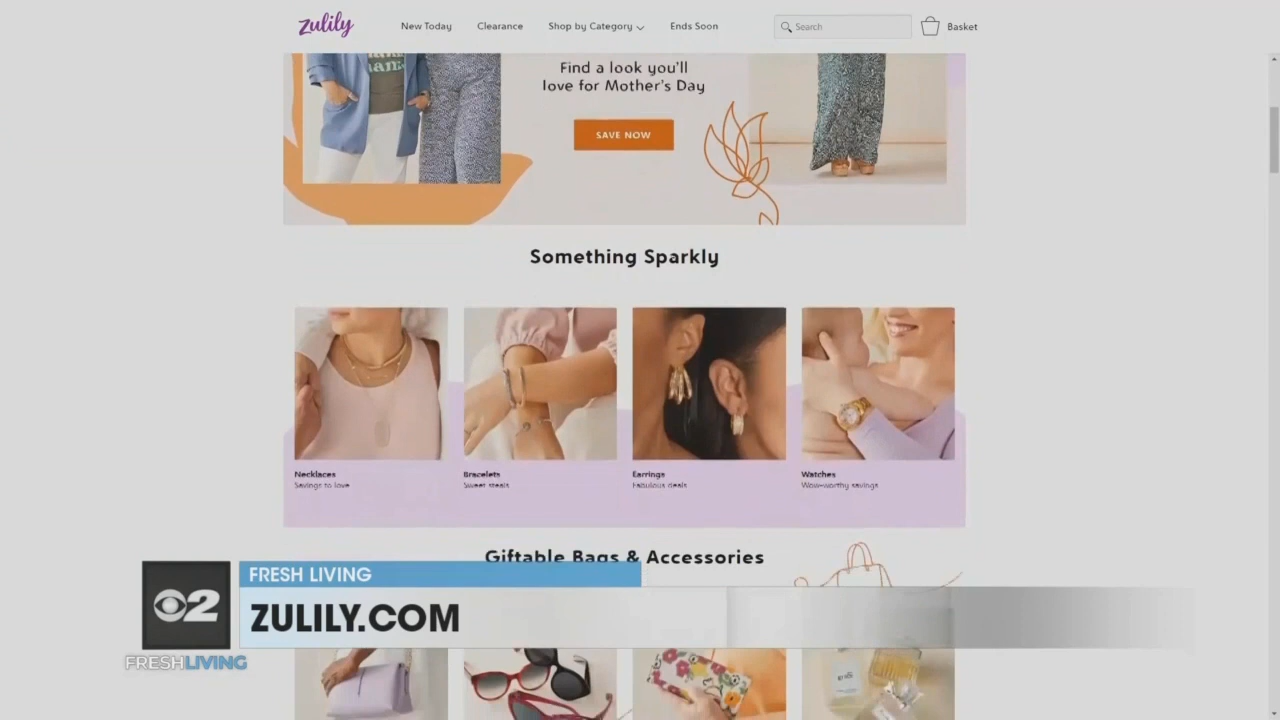 zulily
New Today
Clearance
Shop by Category
Ends Soon
Search
Basket
Find a look you'll
love for Mother's Day
SAVE NOW
Something Sparkly
Necklaces
Savings to love
Bracelets
Sweet steals
Earrings
Fabulous deals
Watches
Wow-worthy savings
Giftable Bags & Accessories
FRESH LIVING
2
ZULILY.COM
FRESHLIVING